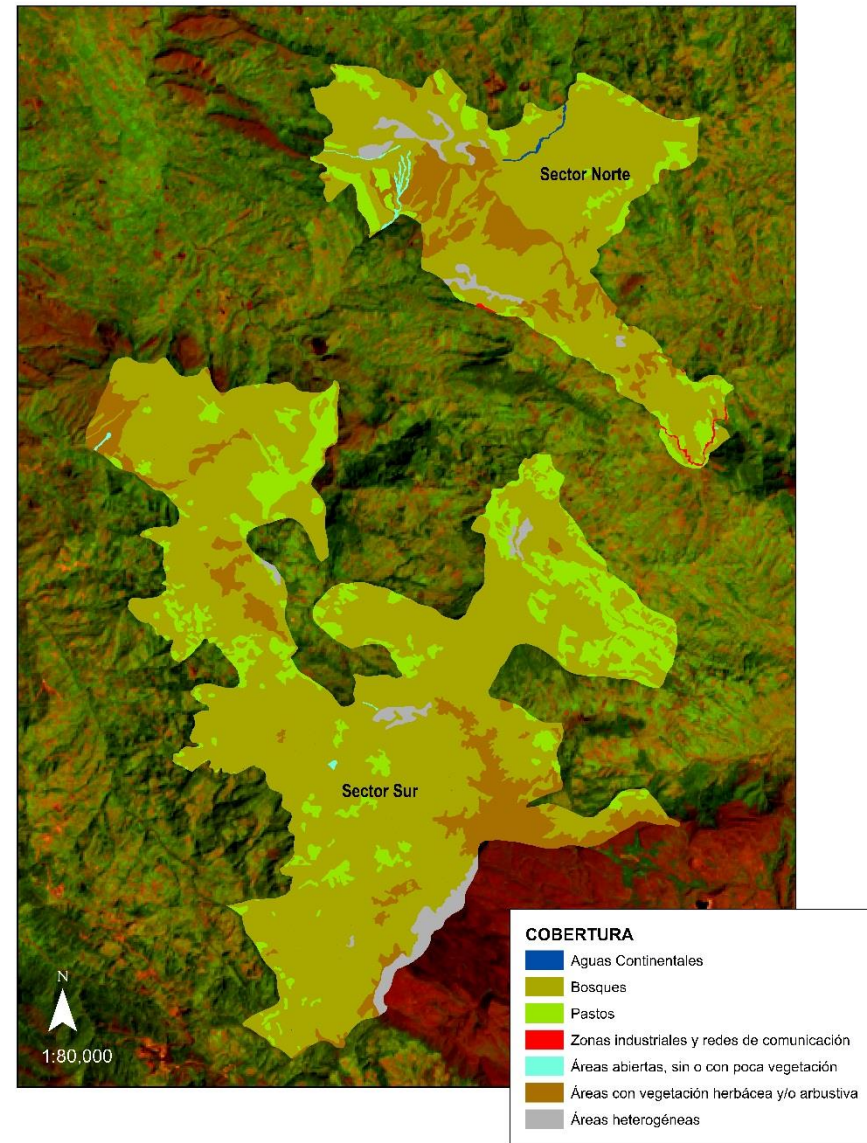 Sector Norte
Sector Sur
N
1:80,000
COBERTURA
Aguas Continentales
Bosques
Pastos
Zonas industriales y redes de comunicación
Áreas abiertas, sin o con poca vegetación
Áreas con vegetación herbácea y/o arbustiva
Áreas heterogéneas